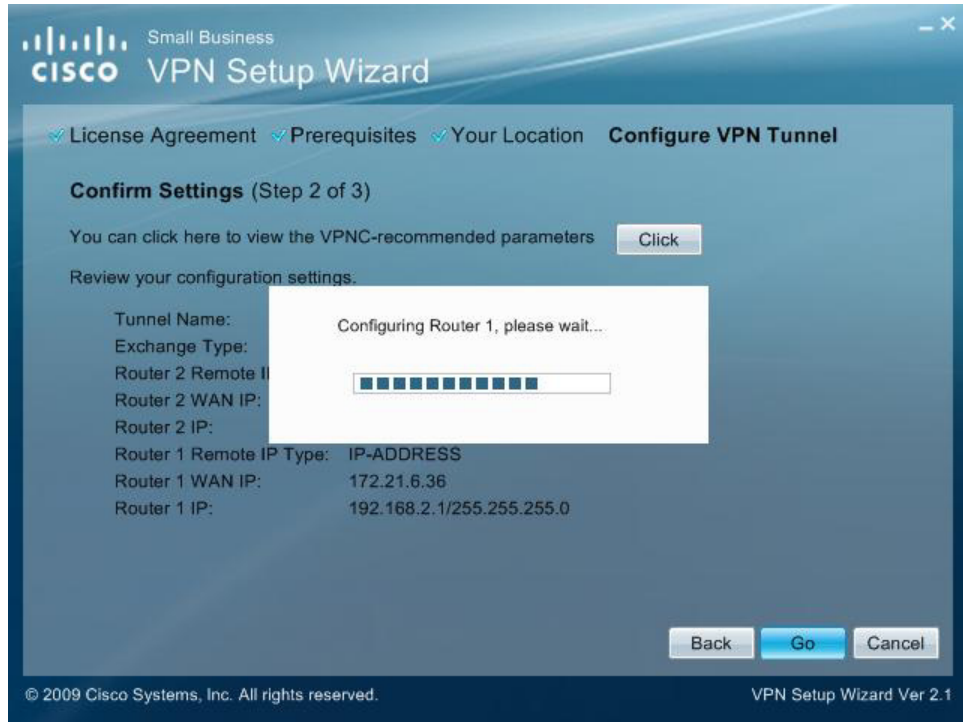 Small Business
CISCO VPN Setup Wizard
License Agreement Prerequisites Your Location Configure VPN Tunnel
Confirm Settings (Step 2 of 3)
You can click here to view the VPNC-recommended parameters Click
Review your configuration settings.
Configuring Router 1, please wait...
Tunnel Name:
Exchange Type:
Router 2 Remote
Router 2 WAN IP:
Router 2 IP:
Router 1 Remote IP Type: IP-ADDRESS
Router 1 WAN IP: 172.21.6.36
Router 1 IP: 192.168.2.1/255.255.255.0
Back Go Cancel
© 2009 Cisco Systems, Inc. All rights reserved. VPN Setup Wizard Ver 2.1